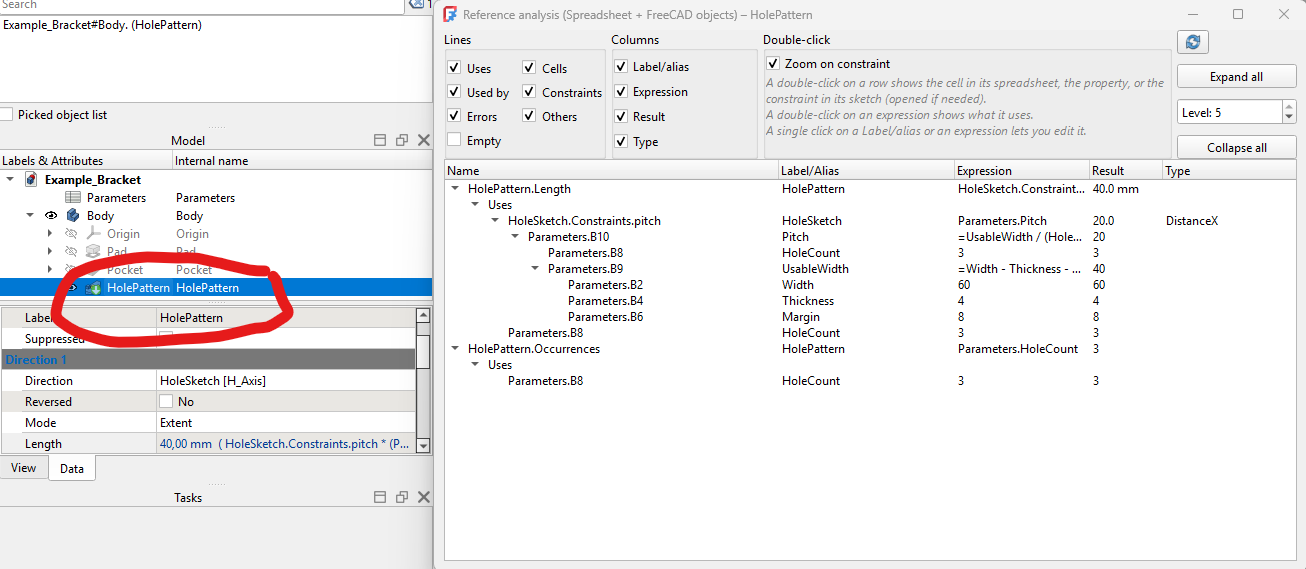 Search
Example_Bracket#Body. (HolePattern)
Picked object list
Model
Labels & Attributes Internal name
Example_Bracket
Parameters Parameters
Body Body
Origin Origin
Pad Pad
Pocket Pocket
HolePattern HolePattern
Label HolePattern
Suppressed
Direction 1
Direction HoleSketch [H_Axis]
Reversed No
Mode Extent
Length 40,00 mm ( HoleSketch.Constraints.pitch * (P...
View Data
Tasks
Reference analysis (Spreadsheet + FreeCAD objects) – HolePattern
Lines Columns Double-click
Uses Cells Label/alias Zoom on constraint
Used by Constraints Expression
Errors Others Result
Empty Type
A double-click on a row shows the cell in its spreadsheet, the property, or the
constraint in its sketch (opened if needed).
A double-click on an expression shows what it uses.
A single click on a Label/alias or an expression lets you edit it.
Expand all
Level: 5
Collapse all
Name Label/Alias Expression Result Type
HolePattern.Length HolePattern HoleSketch.Constraint... 40.0 mm
Uses
HoleSketch.Constraints.pitch HoleSketch Parameters.Pitch 20.0 DistanceX
Parameters.B10 Pitch =UsableWidth / (Hole... 20
Parameters.B8 HoleCount 3 3
Parameters.B9 UsableWidth =Width - Thickness - ... 40
Parameters.B2 Width 60 60
Parameters.B4 Thickness 4 4
Parameters.B6 Margin 8 8
Parameters.B8 HoleCount 3 3
HolePattern.Occurrences HolePattern Parameters.HoleCount 3
Uses
Parameters.B8 HoleCount 3 3